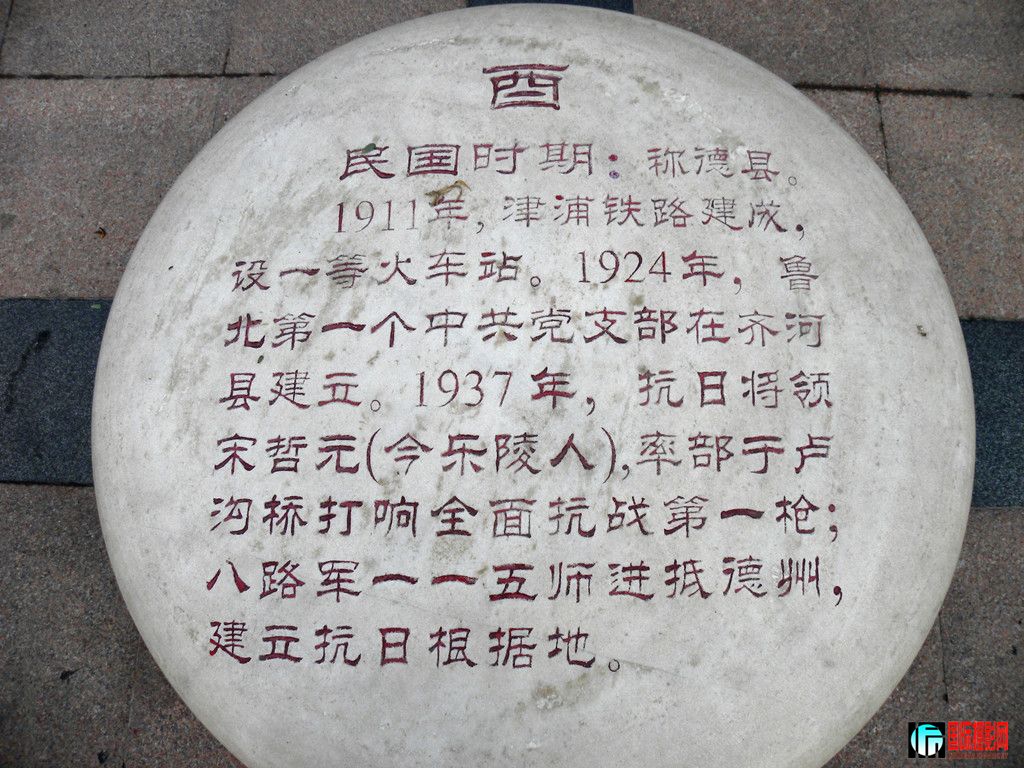 酉
民国时期：称德县。
1911年，津浦铁路建成，
设一等火车站。1924年，鲁
北第一个中共党支部在齐河
县建立。1937年，抗日将领
宋哲元(今乐陵人),率部于卢
沟桥打响全面抗战第一枪；
八路军一一五师进抵德州，
建立抗日根据地。